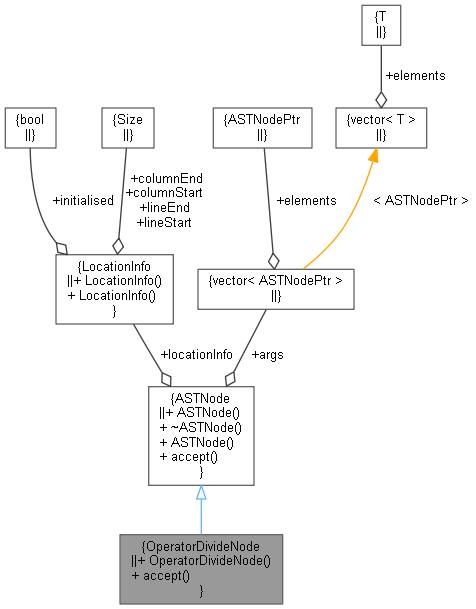 {T
||}
+elements
{bool
||}
{Size
||}
{ASTNodePtr
||}
{vector< T >
||}
+initialised
+columnEnd
+columnStart
+lineEnd
+lineStart
+elements
< ASTNodePtr >
{LocationInfo
||+ LocationInfo()
+ LocationInfo()
}
{vector< ASTNodePtr >
||}
+locationInfo
+args
{ASTNode
||+ ASTNode()
+ ~ASTNode()
+ ASTNode()
+ accept()
}
{OperatorDivideNode
||+ OperatorDivideNode()
+ accept()
}